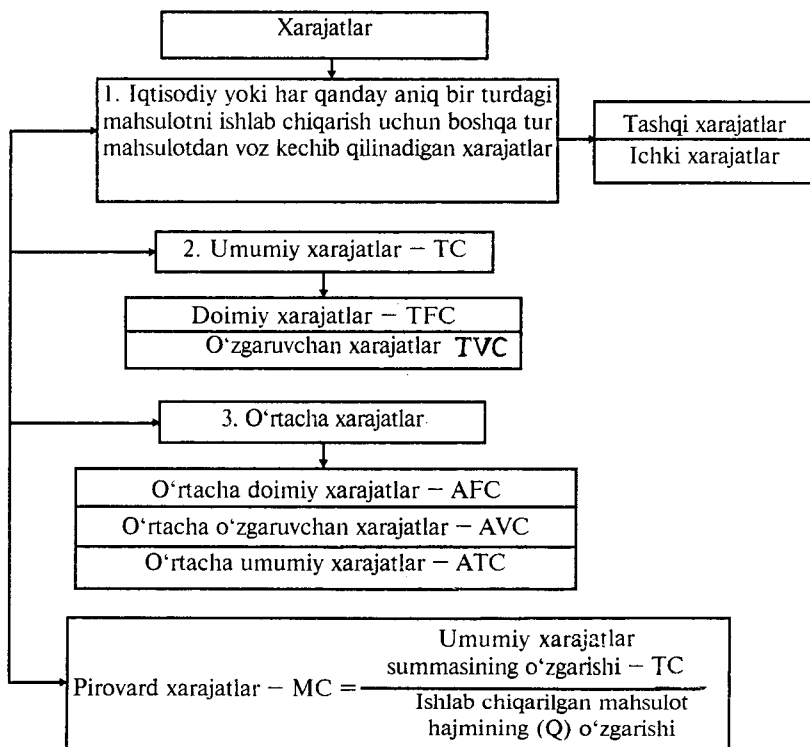 Xarajatlar
1. Iqtisodiy yoki har qanday aniq bir turdagi
mahsulotni ishlab chiqarish uchun boshqa tur
mahsulotdan voz kechib qilinadigan xarajatlar
Tashqi xarajatlar
Ichki xarajatlar
2. Umumiy xarajatlar – TC
Doimiy xarajatlar – TFC
O‘zgaruvchan xarajatlar TVC
3. O‘rtacha xarajatlar
O‘rtacha doimiy xarajatlar – AFC
O‘rtacha o‘zgaruvchan xarajatlar – AVC
O‘rtacha umumiy xarajatlar – ATC
Umumiy xarajatlar
summasining o‘zgarishi – TC
Pirovard xarajatlar – MC =
Ishlab chiqarilgan mahsulot
hajmining (Q) o‘zgarishi